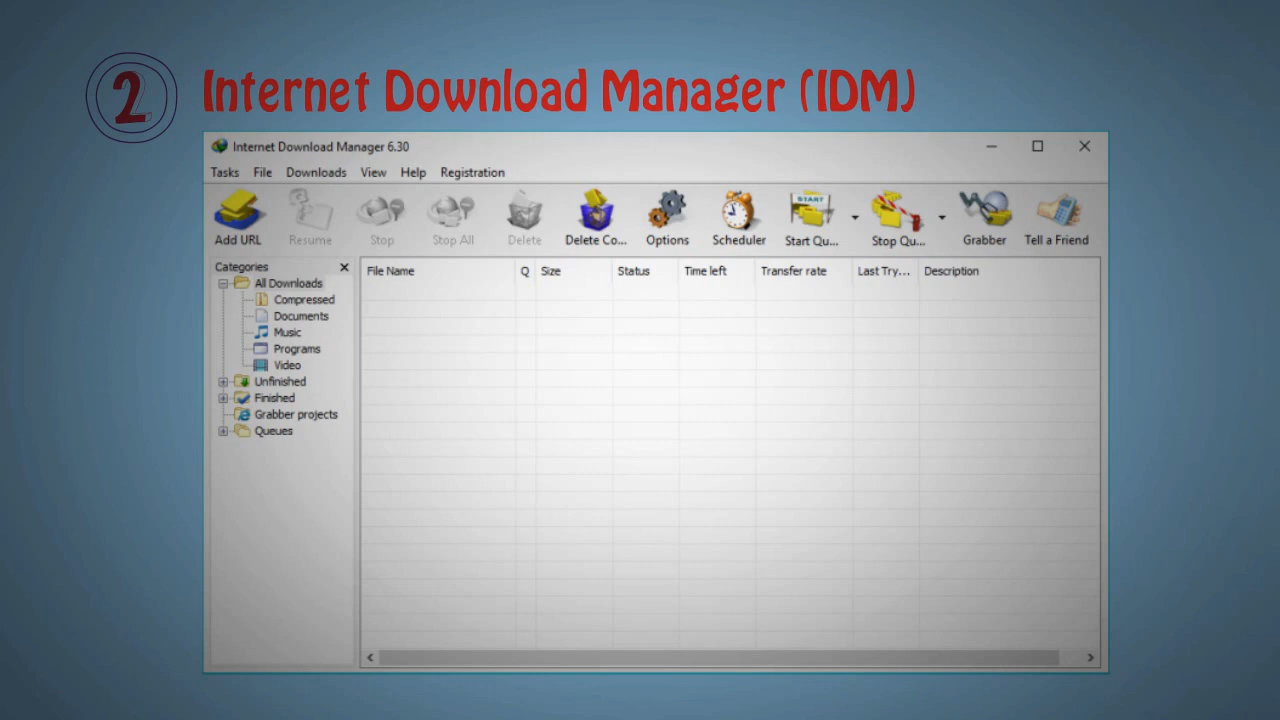 2 Internet Download Manager (IDM)
Internet Download Manager 6.30
Tasks File Downloads View Help Registration
START
Add URL Resume Stop Stop All Delete Delete Co... Options Scheduler Start Qu... Stop Qu... Grabber Tell a Friend
Categories File Name Q Size Status Time left Transfer rate Last Try... Description
All Downloads
Compressed
Documents
Music
Programs
Video
Unfinished
Finished
Grabber projects
Queues